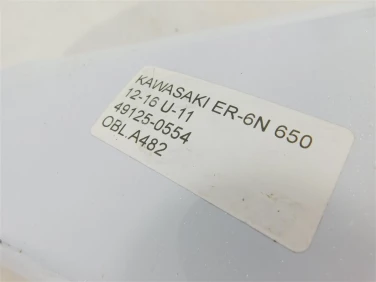 KAWASAKI ER-6N 650
12-16 U-11
49125-0554
OBL.A482